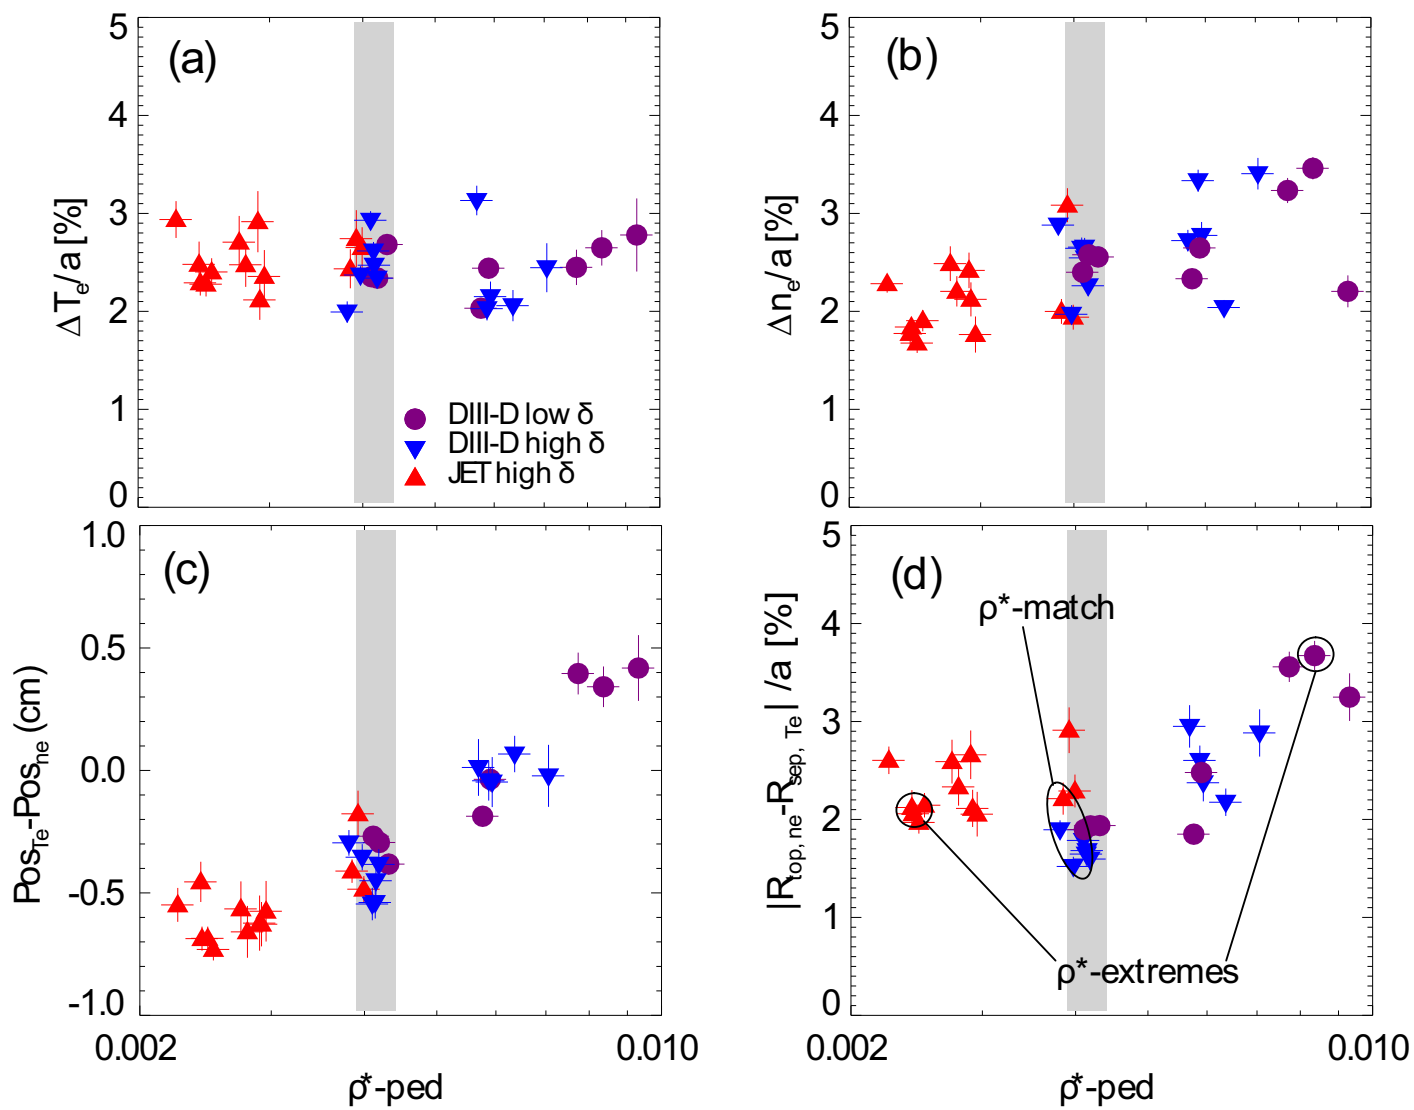 (a)
5
4
3
2
1
0
ΔTe/a [%]
DIII-D low δ
DIII-D high δ
JET high δ
(b)
5
4
3
2
1
0
Δne/a [%]
(c)
1.0
0.5
0.0
-0.5
-1.0
PosTe-Posne (cm)
0.002
0.010
ρ*-ped
(d)
5
4
3
2
1
0
|Rtop, ne-Rsep, Te| /a [%]
ρ*-match
ρ*-extremes
0.002
0.010
ρ*-ped